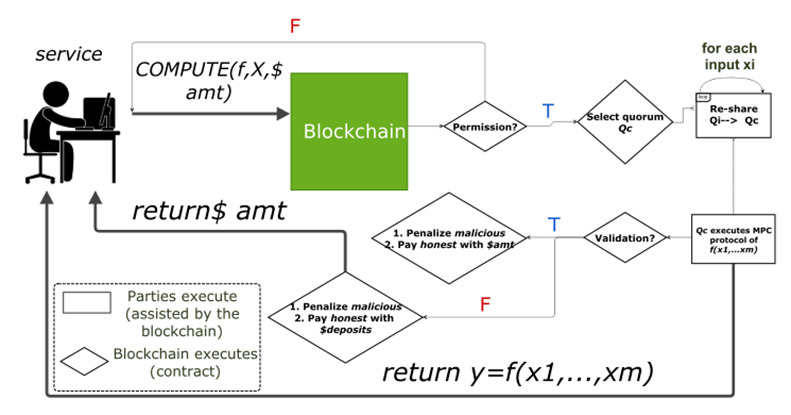 F
service
for each
input xi
COMPUTE(f,X,$
amt)
loop
Re-share
Qi--> Qc
Blockchain
Permission?
T
Select quorum
Qc
return$ amt
1. Penalize malicious
2. Pay honest with $amt
T
Validation?
Qc executes MPC
protocol of
f(x1,...xm)
Parties execute
(assisted by the
blockchain)
Blockchain executes
(contract)
1. Penalize malicious
2. Pay honest with
$deposits
F
return y=f(x1,...,xm)